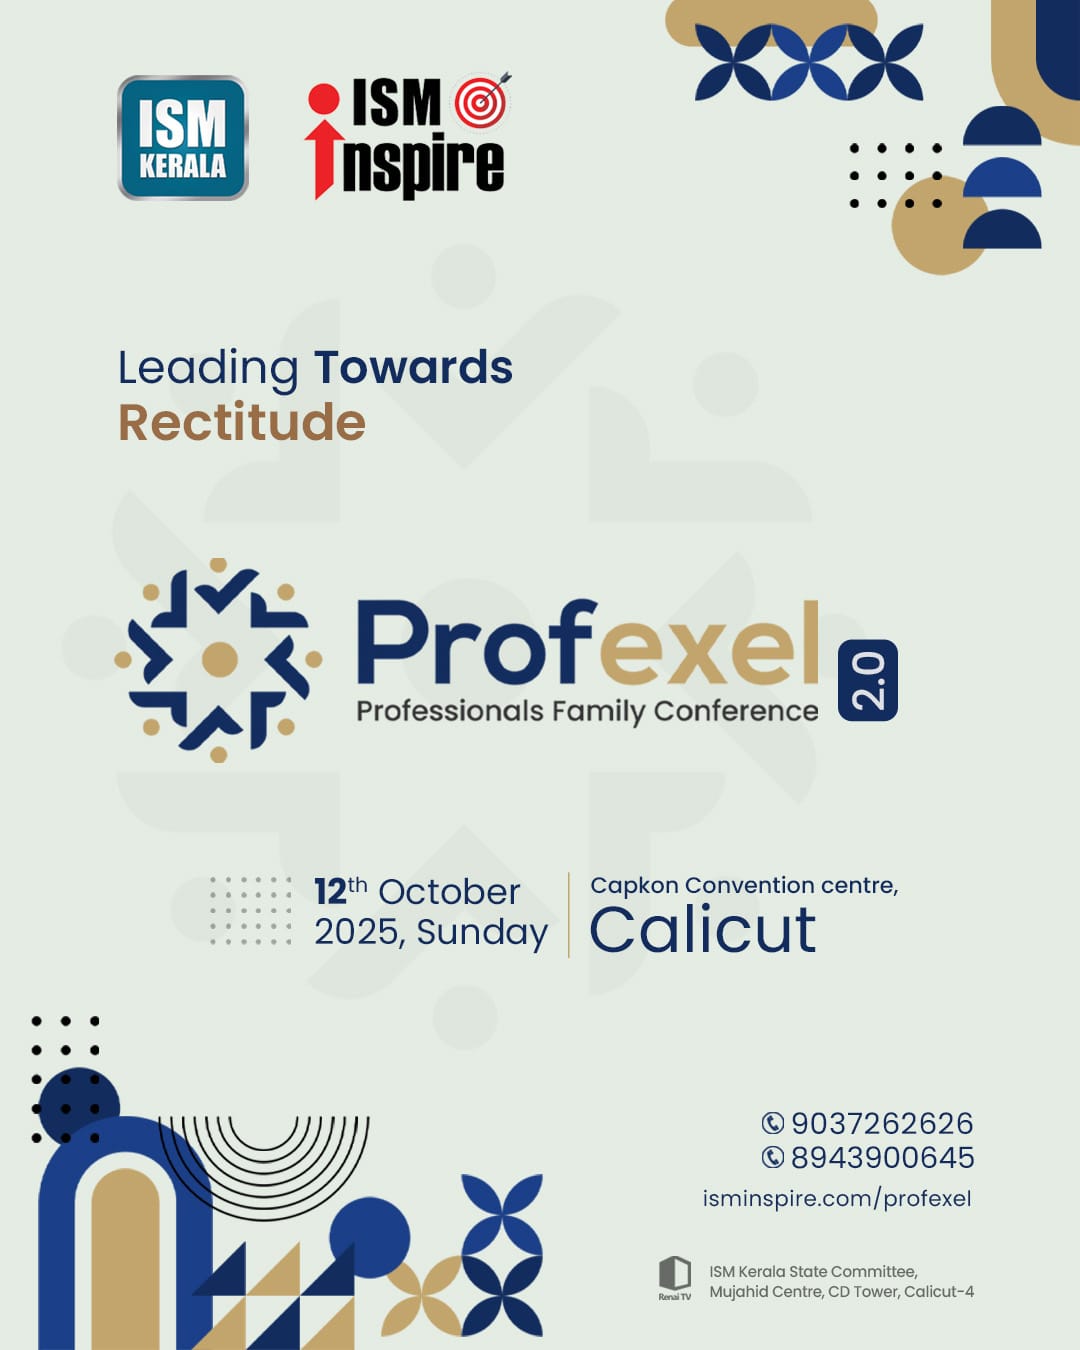 ISM
KERALA
ISM
inspire
Leading Towards
Rectitude
Profexel
2.0
Professionals Family Conference
12th October
2025, Sunday
Capkon Convention centre,
Calicut
9037262626
8943900645
isminspire.com/profexel
Renai TV
ISM Kerala State Committee,
Mujahid Centre, CD Tower, Calicut-4